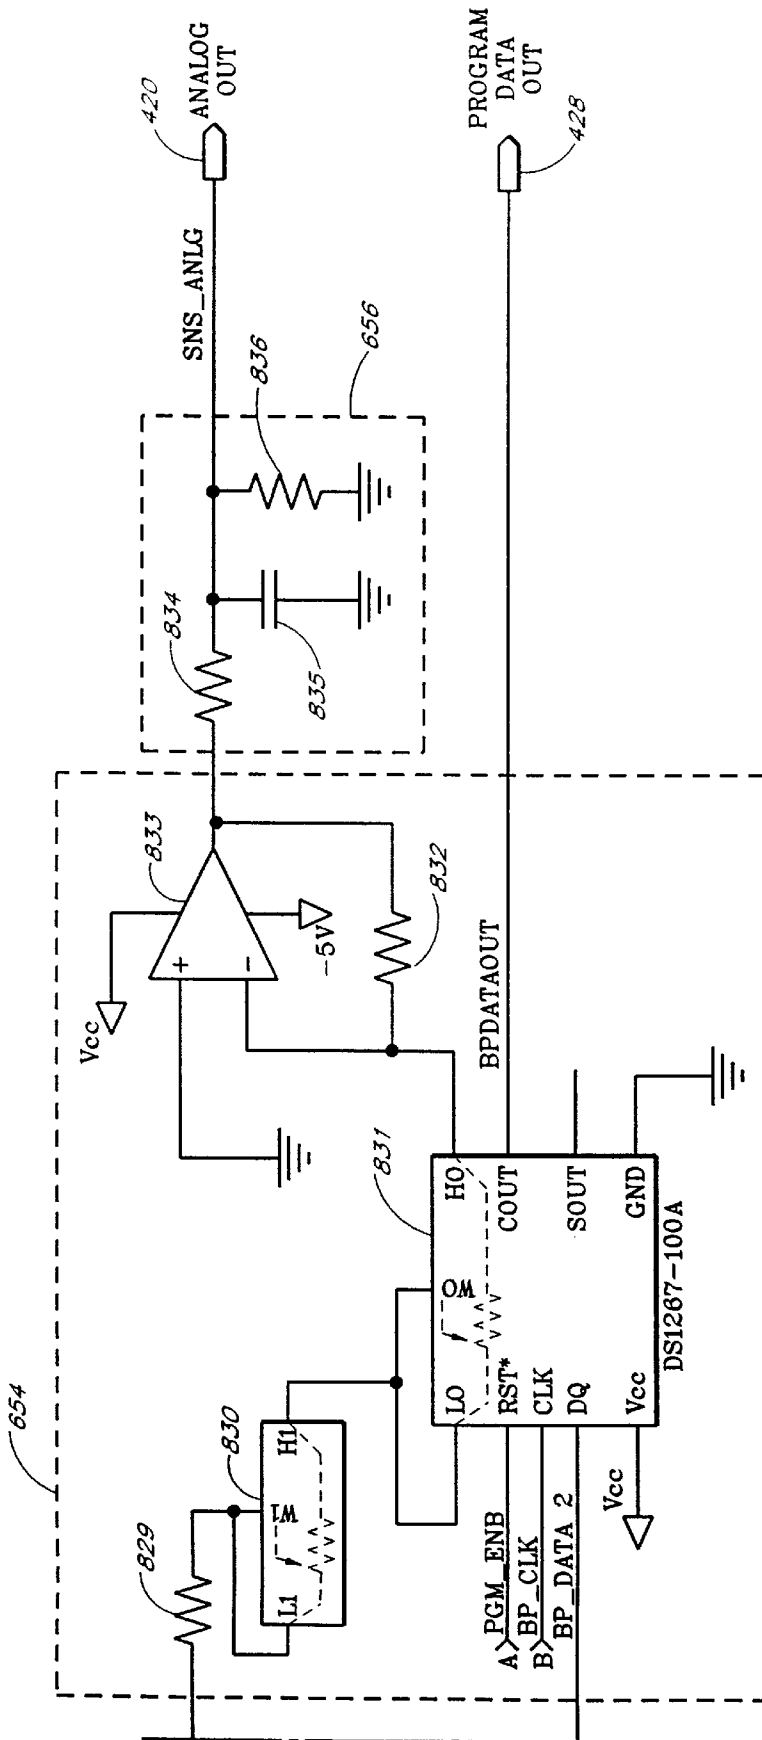 654
829
830
L1
W1
H1
Vcc
833
+
-
-5V
832
834
835
836
656
SNS_ANLG
420
ANALOG
OUT
831
LO
WO
HO
RST*
CLK
DQ
Vcc
COUT
SOUT
GND
DS1267-100A
A
PGM_ENB
B
BP_CLK
BP_DATA 2
Vcc
BPDATAOUT
PROGRAM
DATA
OUT
428